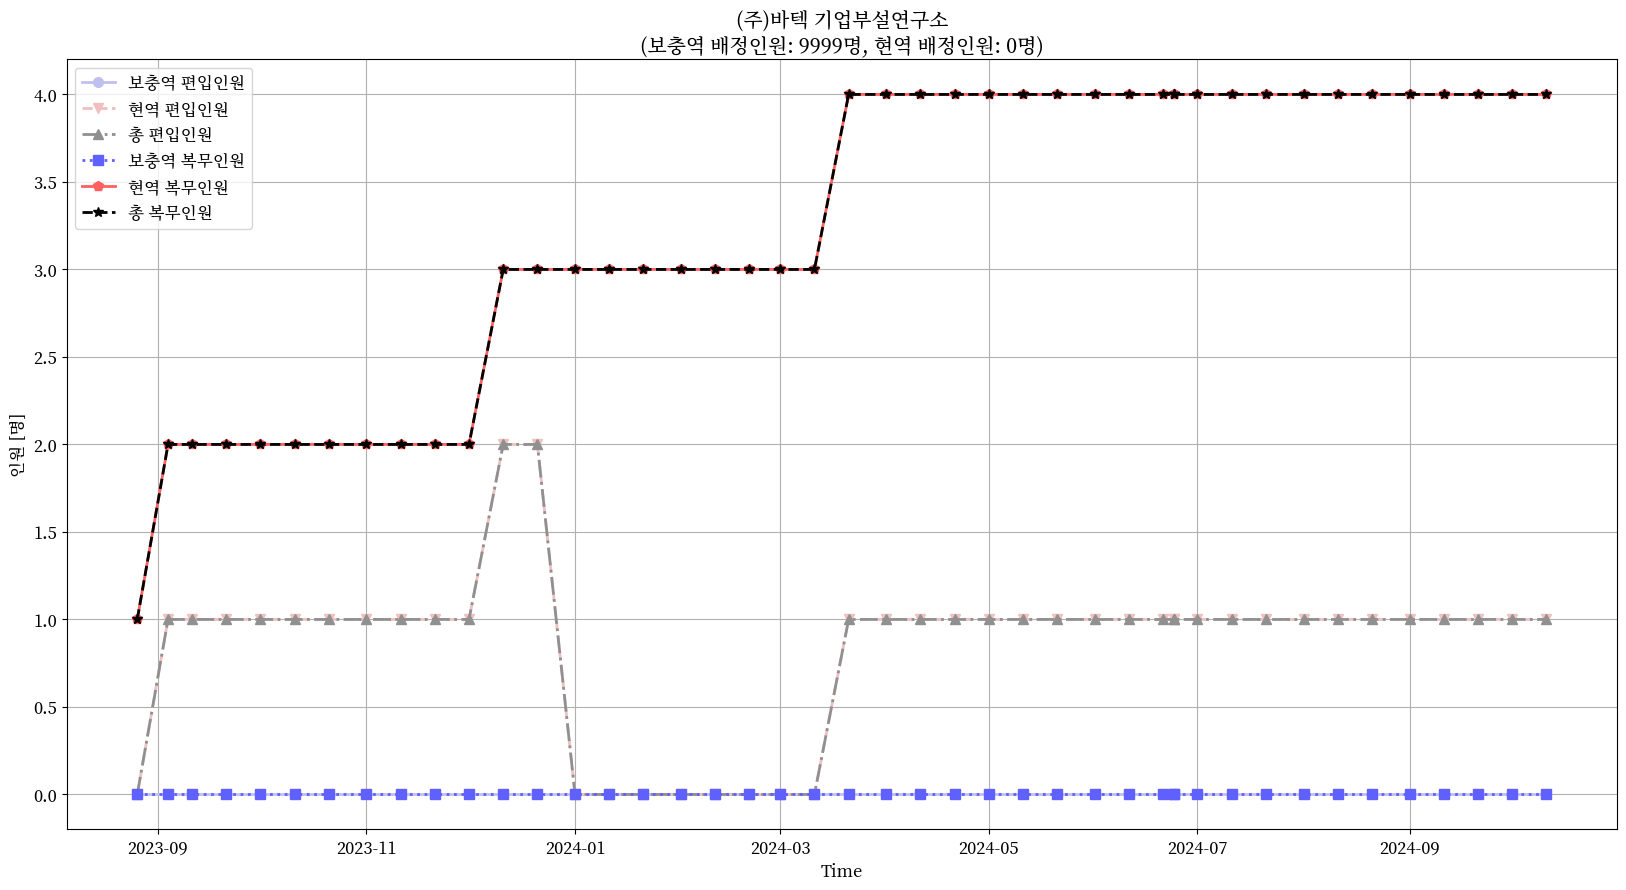 (주)바텍 기업부설연구소
(보충역 배정인원: 9999명, 현역 배정인원: 0명)
보충역 편입인원
현역 편입인원
총 편입인원
보충역 복무인원
현역 복무인원
총 복무인원
인원 [명]
4.0
3.5
3.0
2.5
2.0
1.5
1.0
0.5
0.0
2023-09 2023-11 2024-01 2024-03 2024-05 2024-07 2024-09
Time